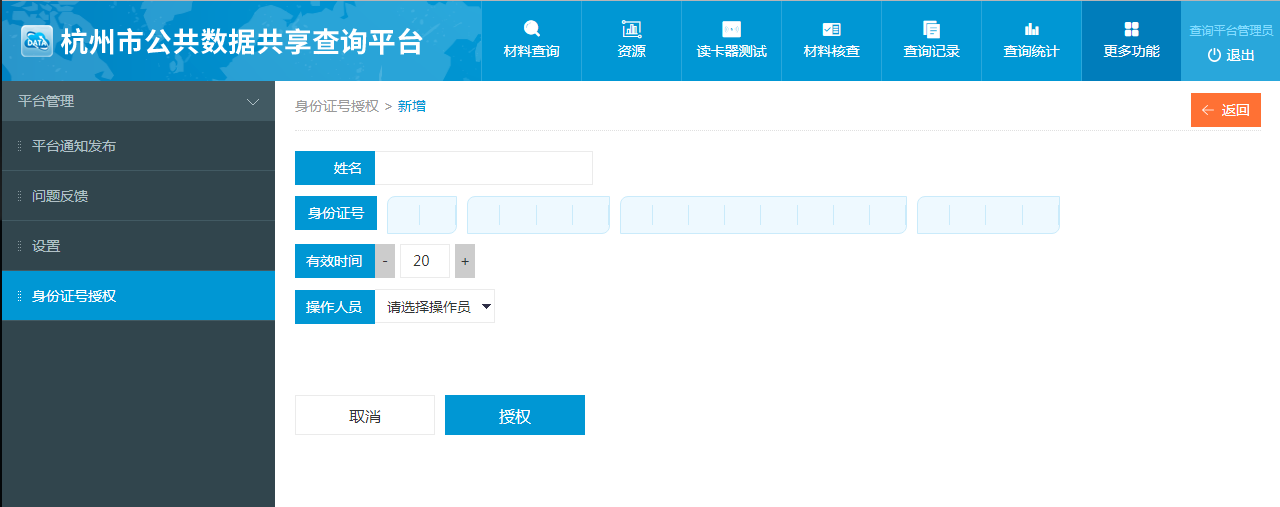 DATA
杭州市公共数据共享查询平台
材料查询
资源
读卡器测试
材料核查
查询记录
查询统计
更多功能
查询平台管理员
退出
平台管理
平台通知发布
问题反馈
设置
身份证号授权
身份证号授权 > 新增
返回
姓名
身份证号
有效时间 - 20 +
操作人员 请选择操作员
取消
授权